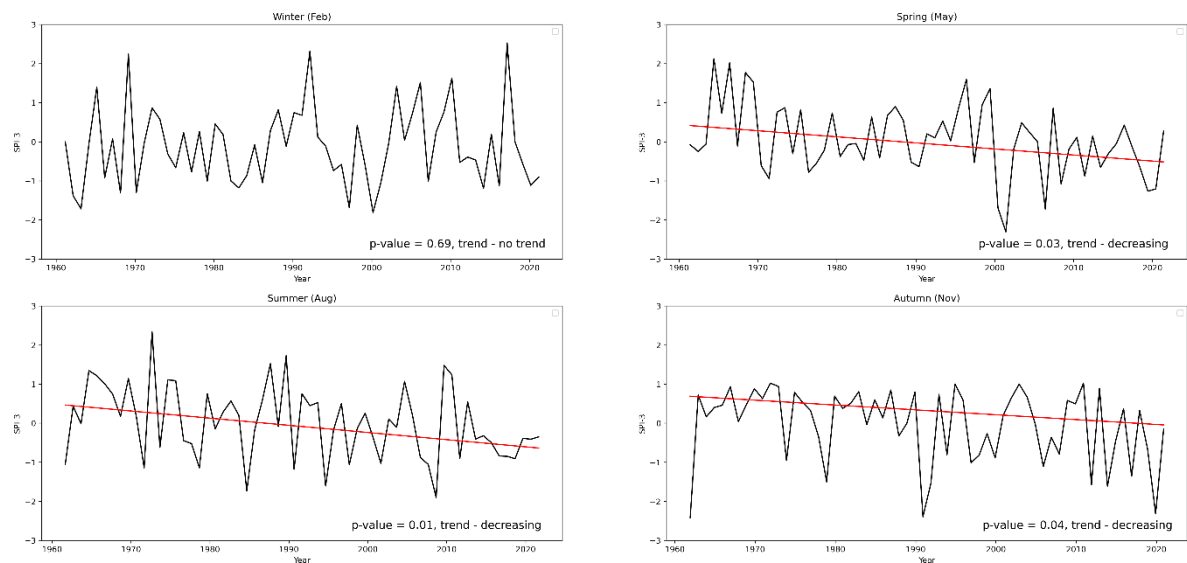 Winter (Feb)
3
2
1
0
−1
−2
−3
SPI-3
p-value = 0.69, trend - no trend
1960 1970 1980 1990 2000 2010 2020
Year
Spring (May)
3
2
1
0
−1
−2
−3
SPI-3
p-value = 0.03, trend - decreasing
1960 1970 1980 1990 2000 2010 2020
Year
Summer (Aug)
3
2
1
0
−1
−2
−3
SPI-3
p-value = 0.01, trend - decreasing
1960 1970 1980 1990 2000 2010 2020
Year
Autumn (Nov)
3
2
1
0
−1
−2
−3
SPI-3
p-value = 0.04, trend - decreasing
1960 1970 1980 1990 2000 2010 2020
Year